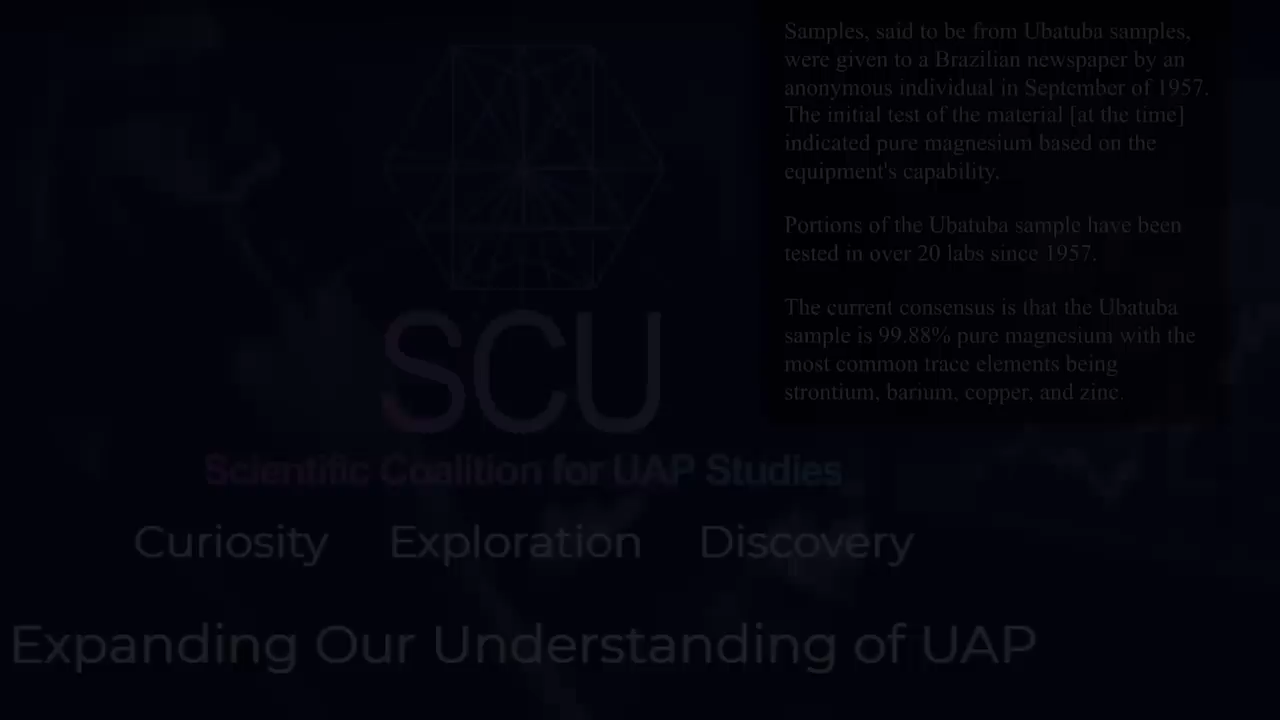 Samples, said to be from Ubatuba samples,
were given to a Brazilian newspaper by an
anonymous individual in September of 1957.
The initial test of the material [at the time]
indicated pure magnesium based on the
equipment's capability.
Portions of the Ubatuba sample have been
tested in over 20 labs since 1957.
The current consensus is that the Ubatuba
sample is 99.88% pure magnesium with the
most common trace elements being
strontium, barium, copper, and zinc.
SCU
Scientific Coalition for UAP Studies
Curiosity Exploration Discovery
Expanding Our Understanding of UAP